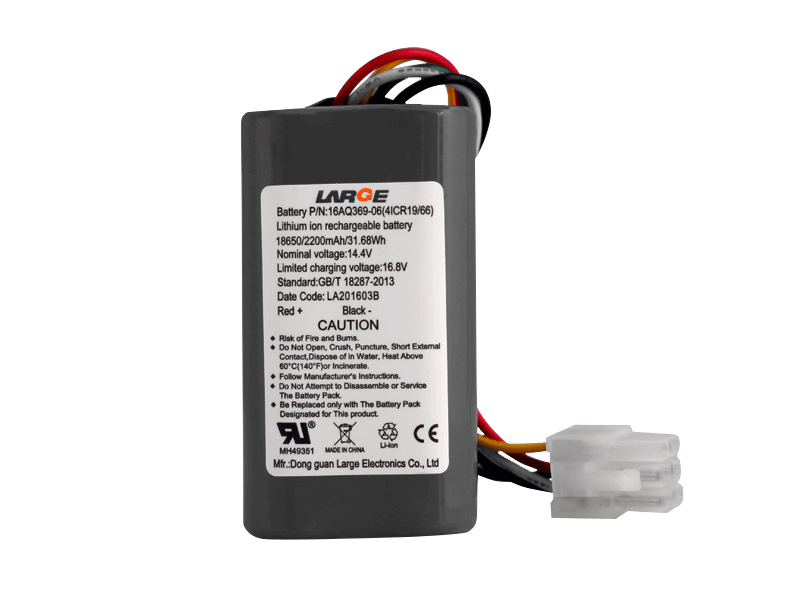 LARGE
Battery P/N:16AQ369-06(4ICR19/66)
Lithium ion rechargeable battery
18650/2200mAh/31.68Wh
Nominal voltage:14.4V
Limited charging voltage:16.8V
Standard:GB/T 18287-2013
Date Code: LA201603B
Red + Black -
CAUTION
◆ Risk of Fire and Burns.
◆ Do Not Open, Crush, Puncture, Short External
Contact,Dispose of in Water, Heat Above
60°C(140°F)or Incinerate.
◆ Follow Manufacturer's Instructions.
◆ Do Not Attempt to Disassemble or Service
The Battery Pack.
◆ Be Replaced only with The Battery Pack
Designated for This product.
RU® CE
MH49351 MADE IN CHINA Li-ion
Mfr.:Dong guan Large Electronics Co., Ltd